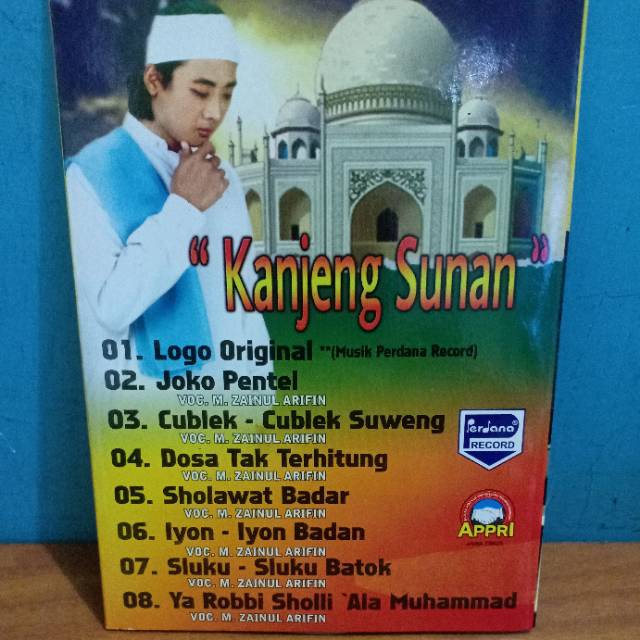 " Kanjeng Sunan "
01. Logo Original **(Musik Perdana Record)
02. Joko Pentel
VOC. M. ZAINUL ARIFIN
03. Cublek - Cublek Suweng
VOC. M. ZAINUL ARIFIN
04. Dosa Tak Terhitung
VOC. M. ZAINUL ARIFIN
05. Sholawat Badar
VOC. M. ZAINUL ARIFIN
06. Iyon - Iyon Badan
VOC. M. ZAINUL ARIFIN
07. Sluku - Sluku Batok
VOC. M. ZAINUL ARIFIN
08. Ya Robbi Sholli `Ala Muhammad
VOC. M. ZAINUL ARIFIN
Perdana®
RECORD
APPRI